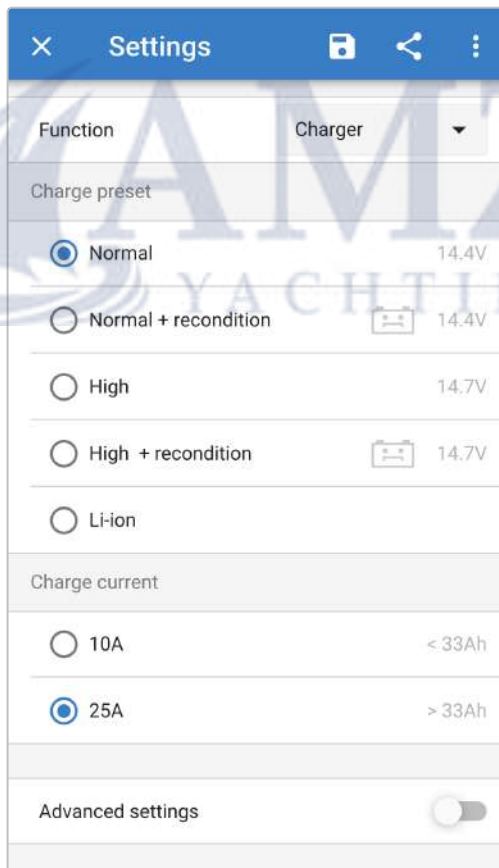 Settings
Function Charger
Charge preset
Normal 14.4V
Normal + recondition 14.4V
High 14.7V
High + recondition 14.7V
Li-ion
Charge current
10A < 33Ah
25A > 33Ah
Advanced settings